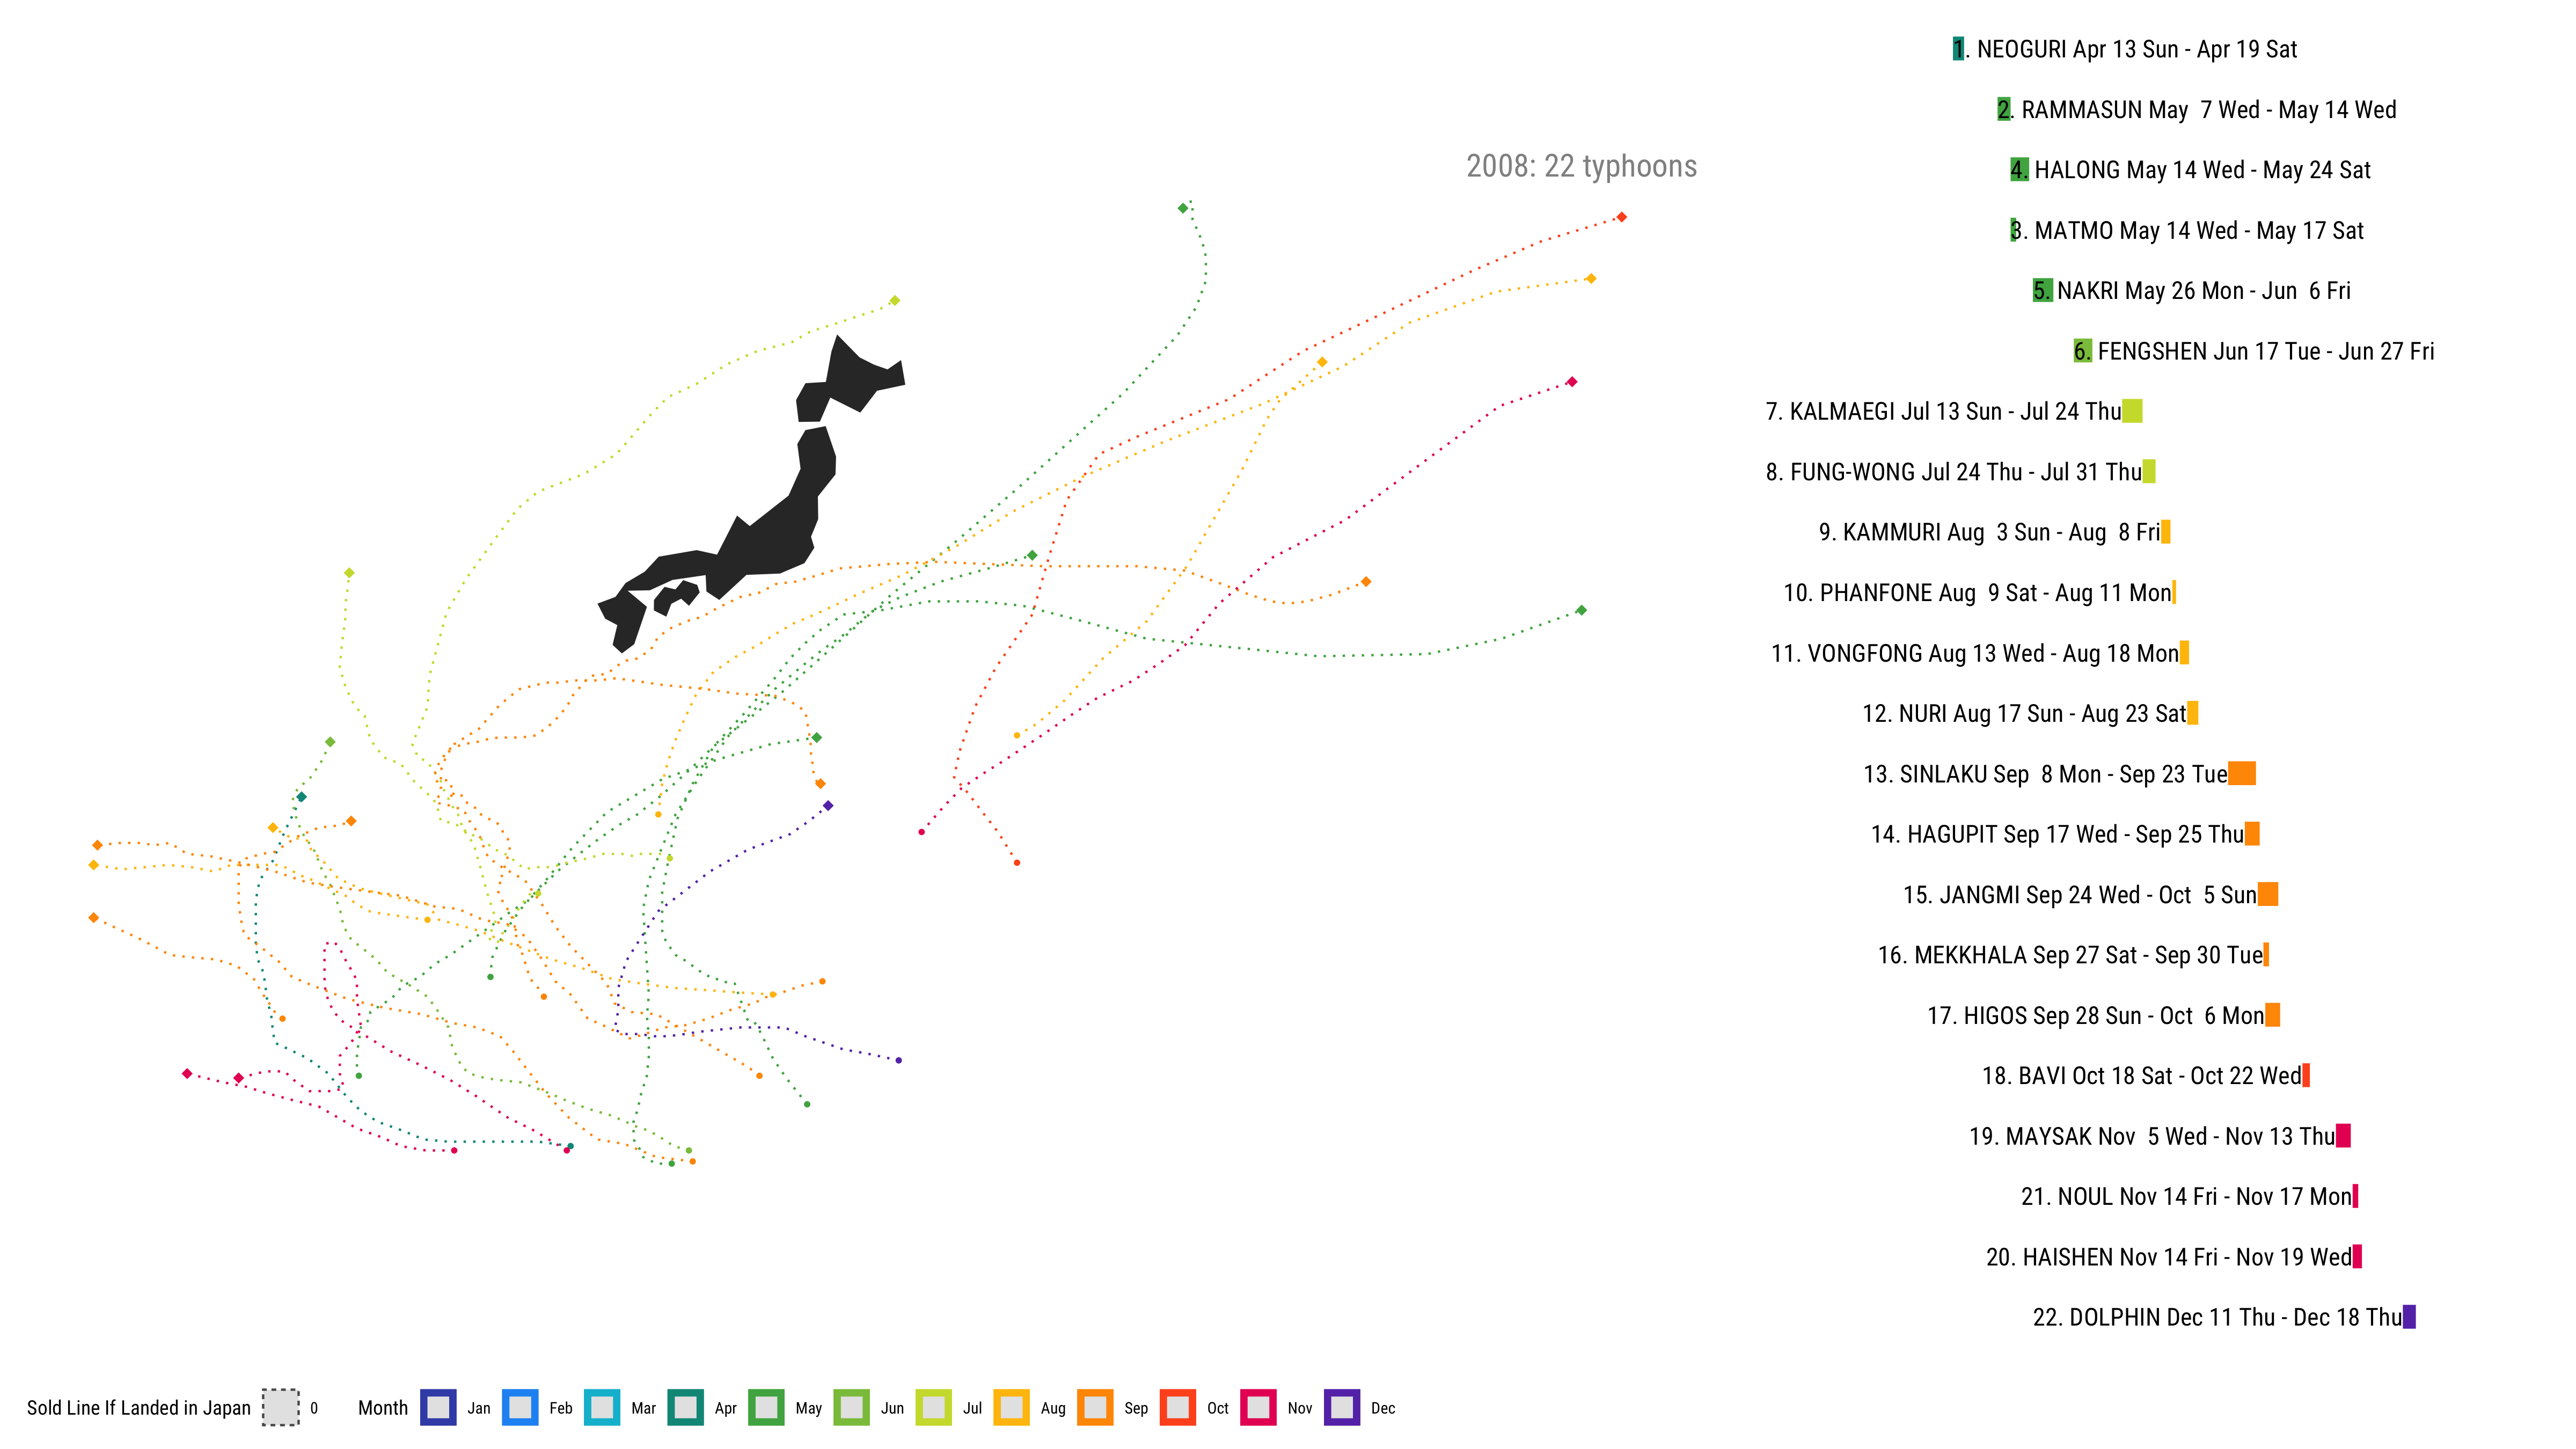 1. NEOGURI Apr 13 Sun - Apr 19 Sat
2. RAMMASUN May  7 Wed - May 14 Wed
2008: 22 typhoons
4. HALONG May 14 Wed - May 24 Sat
3. MATMO May 14 Wed - May 17 Sat
5. NAKRI May 26 Mon - Jun  6 Fri
6. FENGSHEN Jun 17 Tue - Jun 27 Fri
7. KALMAEGI Jul 13 Sun - Jul 24 Thu
8. FUNG-WONG Jul 24 Thu - Jul 31 Thu
9. KAMMURI Aug  3 Sun - Aug  8 Fri
10. PHANFONE Aug  9 Sat - Aug 11 Mon
11. VONGFONG Aug 13 Wed - Aug 18 Mon
12. NURI Aug 17 Sun - Aug 23 Sat
13. SINLAKU Sep  8 Mon - Sep 23 Tue
14. HAGUPIT Sep 17 Wed - Sep 25 Thu
15. JANGMI Sep 24 Wed - Oct  5 Sun
16. MEKKHALA Sep 27 Sat - Sep 30 Tue
17. HIGOS Sep 28 Sun - Oct  6 Mon
18. BAVI Oct 18 Sat - Oct 22 Wed
19. MAYSAK Nov  5 Wed - Nov 13 Thu
21. NOUL Nov 14 Fri - Nov 17 Mon
20. HAISHEN Nov 14 Fri - Nov 19 Wed
22. DOLPHIN Dec 11 Thu - Dec 18 Thu
Sold Line If Landed in Japan 0 Month Jan Feb Mar Apr May Jun Jul Aug Sep Oct Nov Dec